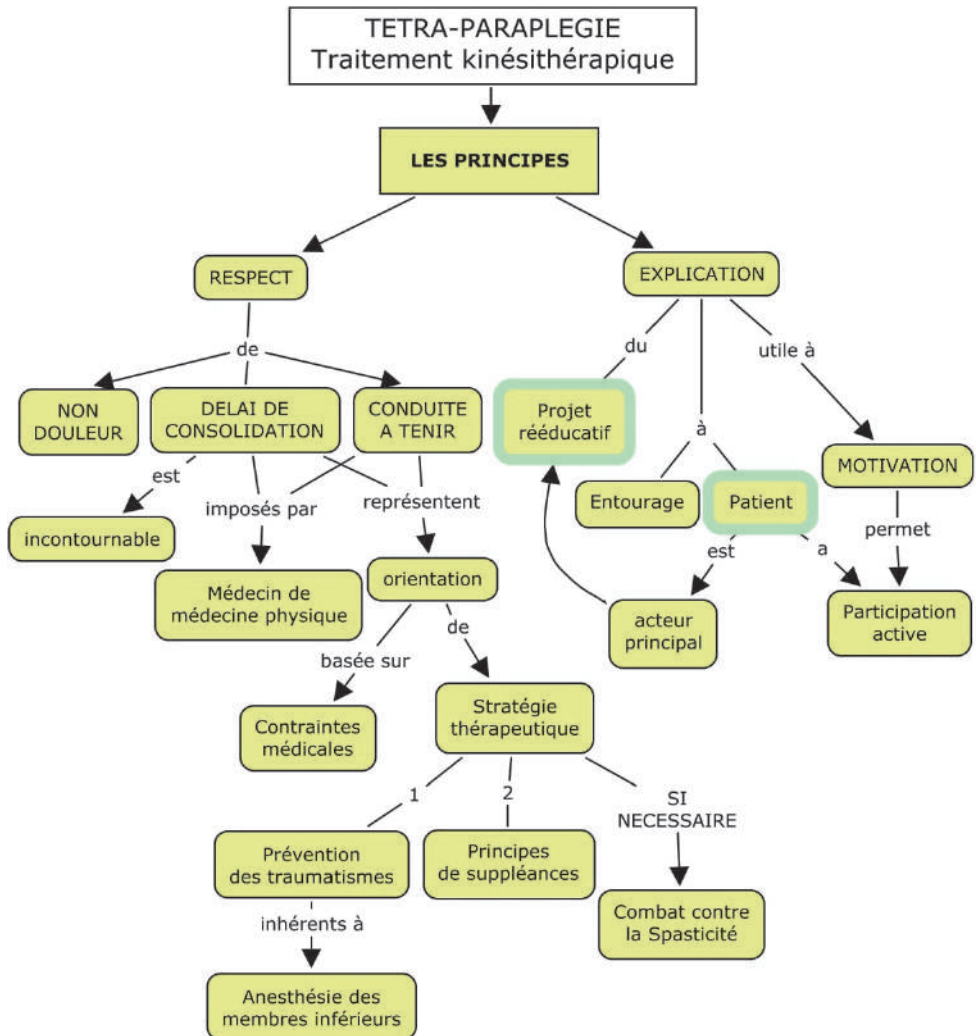 TETRA-PARAPLEGIE
Traitement kinésithérapique
LES PRINCIPES
RESPECT
EXPLICATION
de
du
utile à
à
NON
DOULEUR
DELAI DE
CONSOLIDATION
CONDUITE
A TENIR
Projet
rééducatif
MOTIVATION
Entourage
Patient
est
imposés par
représentent
incontournable
est
a
permet
Médecin de
médecine physique
orientation
acteur
principal
Participation
active
basée sur
de
Contraintes
médicales
Stratégie
thérapeutique
1
2
SI
NECESSAIRE
Prévention
des traumatismes
Principes
de suppléances
Combat contre
la Spasticité
inhérents à
Anesthésie des
membres inférieurs